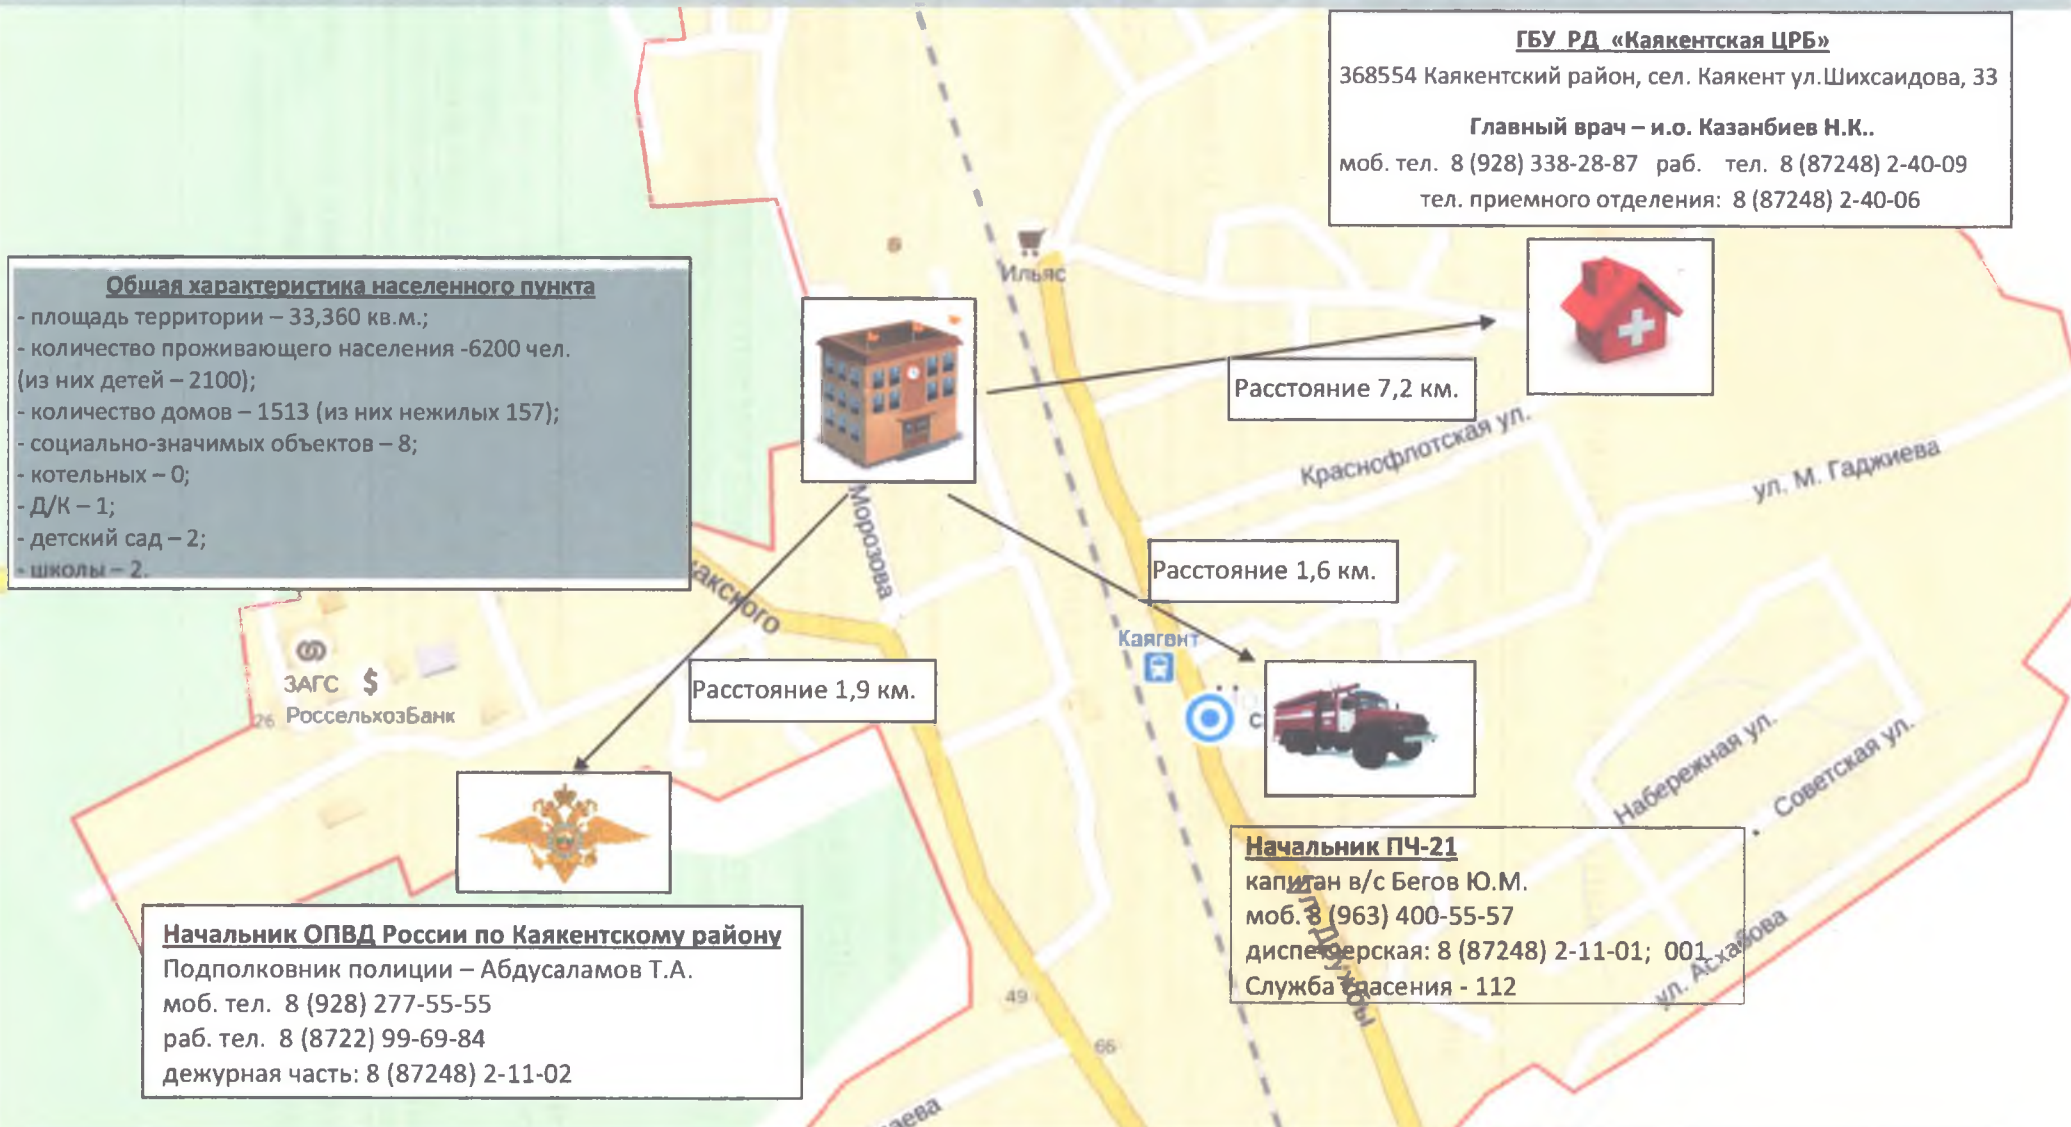 ГБУ РД «Каякентская ЦРБ»
368554 Каякентский район, сел. Каякент ул.Шихсаидова, 33
Главный врач – и.о. Казанбиев Н.К..
моб. тел. 8 (928) 338-28-87 раб. тел. 8 (87248) 2-40-09
тел. приемного отделения: 8 (87248) 2-40-06
Общая характеристика населенного пункта
- площадь территории – 33,360 кв.м.;
- количество проживающего населения -6200 чел.
(из них детей – 2100);
- количество домов – 1513 (из них нежилых 157);
- социально-значимых объектов – 8;
- котельных – 0;
- Д/К – 1;
- детский сад – 2;
- школы – 2.
Ильяс
Расстояние 7,2 км.
Краснофлотская ул.
ул. М. Гаджиева
Морозова
Расстояние 1,6 км.
Каягент
Расстояние 1,9 км.
ЗАГС $
26 РоссельхозБанк
Набережная ул.
Советская ул.
Начальник ПЧ-21
капитан в/с Бегов Ю.М.
моб. 8 (963) 400-55-57
диспетчерская: 8 (87248) 2-11-01; 001
Служба спасения - 112
ул. Дружбы
ул. Асхабова
Начальник ОПВД России по Каякентскому району
Подполковник полиции – Абдусаламов Т.А.
моб. тел. 8 (928) 277-55-55
раб. тел. 8 (8722) 99-69-84
дежурная часть: 8 (87248) 2-11-02
49
66